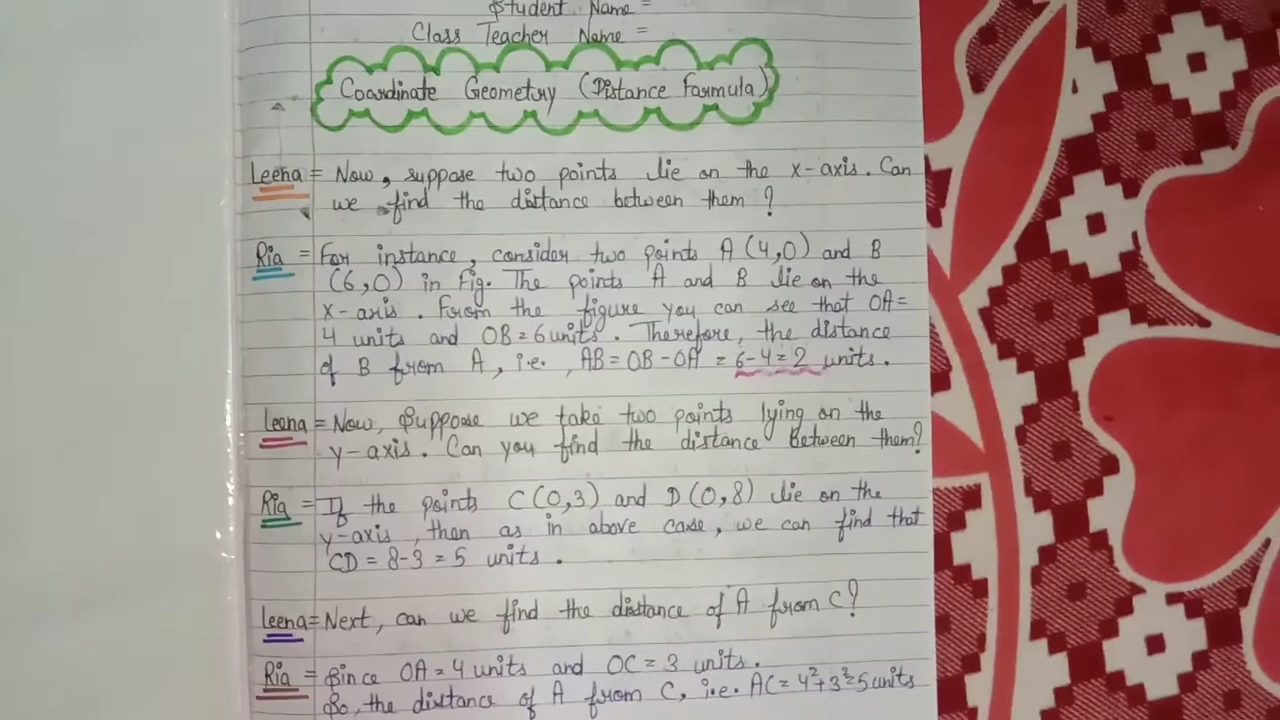 Student Name =
Class Teacher Name =
Coordinate Geometry (Distance Formula)
Leena = Now, suppose two points lie on the x-axis. Can
we find the distance between them ?
Ria = For instance, consider two points A (4,0) and B
(6,0) in Fig. The points A and B lie on the
x-axis. From the figure you can see that OA=
4 units and OB = 6 units. Therefore, the distance
of B from A, i.e., AB = OB - OA = 6-4 = 2 units.
Leena = Now, Suppose we take two points lying on the
y-axis. Can you find the distance Between them?
Ria = If the points C (0,3) and D (0,8) lie on the
y-axis, then as in above case, we can find that
CD = 8-3 = 5 units.
Leena = Next, can we find the distance of A from C?
Ria = Since OA = 4 units and OC = 3 units.
So, the distance of A from C, i.e. AC = 4²+3²=5 units